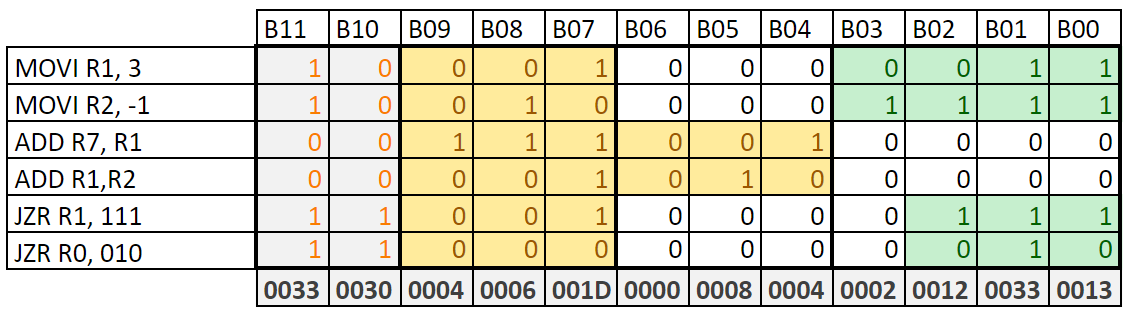 B11 B10 B09 B08 B07 B06 B05 B04 B03 B02 B01 B00
MOVI R1, 3 1 0 0 0 1 0 0 0 0 0 1 1
MOVI R2, -1 1 0 0 1 0 0 0 0 1 1 1 1
ADD R7, R1 0 0 1 1 1 0 0 1 0 0 0 0
ADD R1,R2 0 0 0 0 1 0 1 0 0 0 0 0
JZR R1, 111 1 1 0 0 1 0 0 0 0 1 1 1
JZR R0, 010 1 1 0 0 0 0 0 0 0 0 1 0
0033 0030 0004 0006 001D 0000 0008 0004 0002 0012 0033 0013